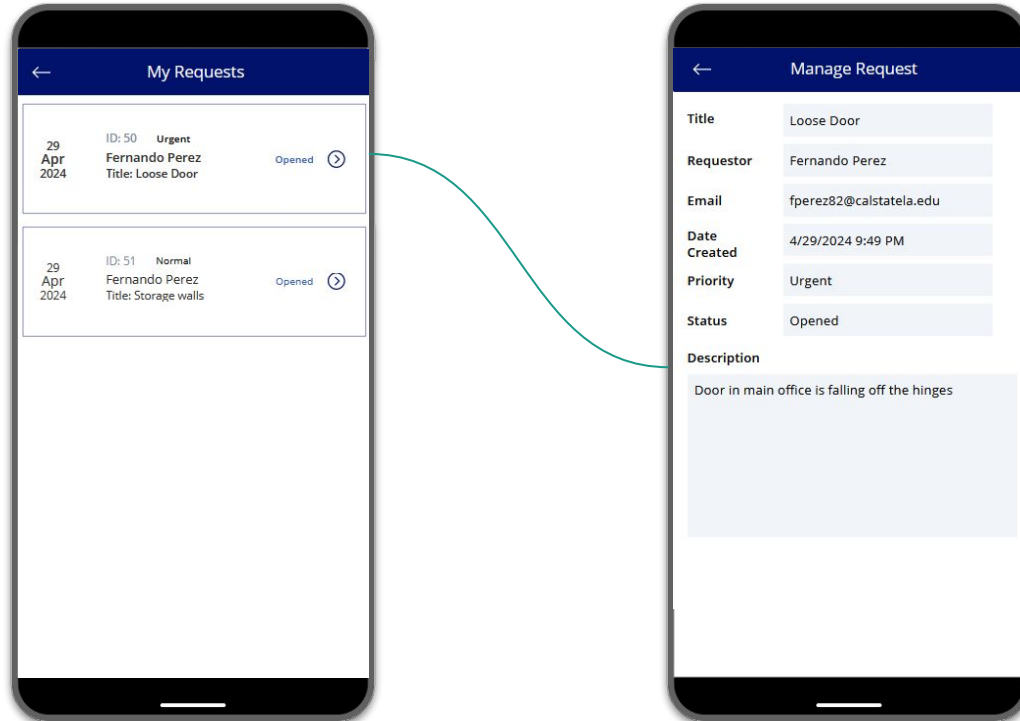 My Requests
29
Apr
2024
ID: 50 Urgent
Fernando Perez
Title: Loose Door
Opened
29
Apr
2024
ID: 51 Normal
Fernando Perez
Title: Storage walls
Opened
Manage Request
Title Loose Door
Requestor Fernando Perez
Email fperez82@calstatela.edu
Date
Created
4/29/2024 9:49 PM
Priority Urgent
Status Opened
Description
Door in main office is falling off the hinges